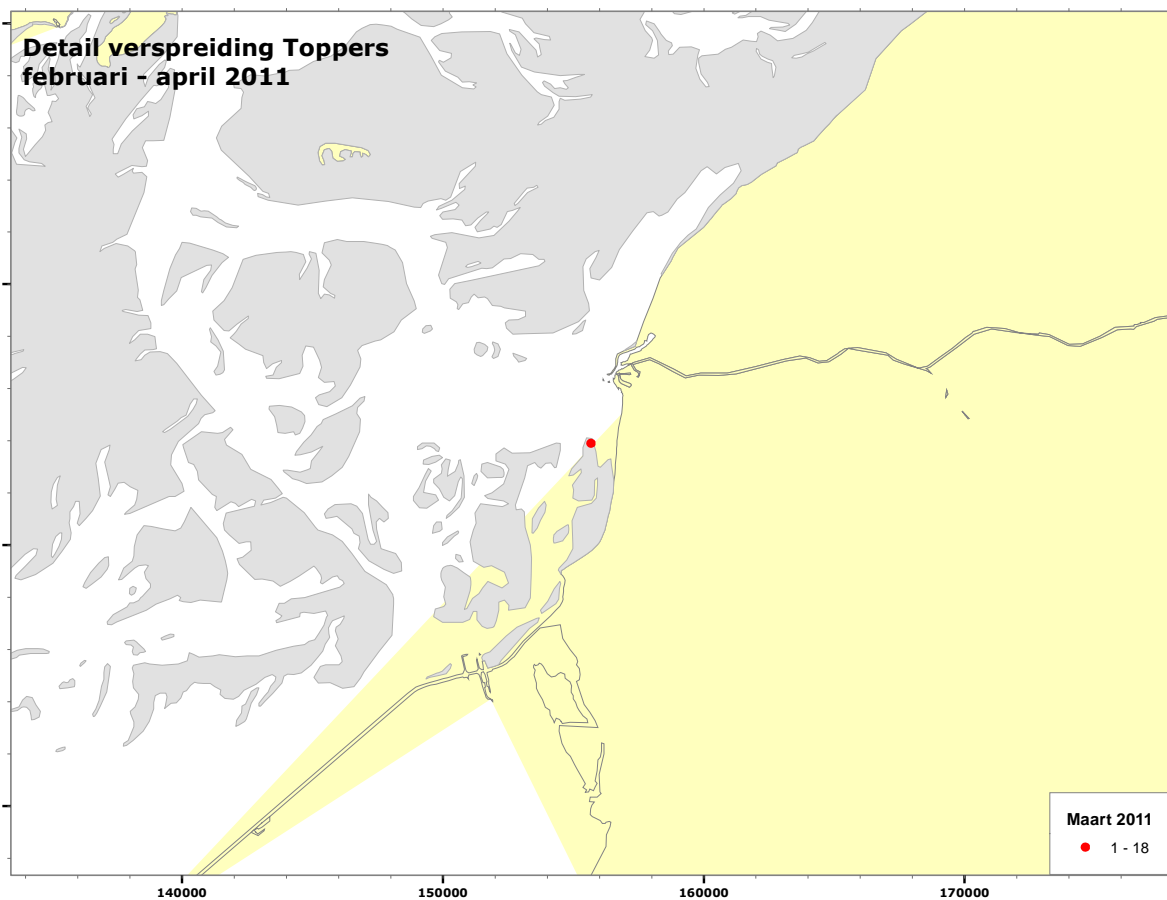 Detail verspreiding Toppers
februari - april 2011
Maart 2011
1 - 18
140000
150000
160000
170000